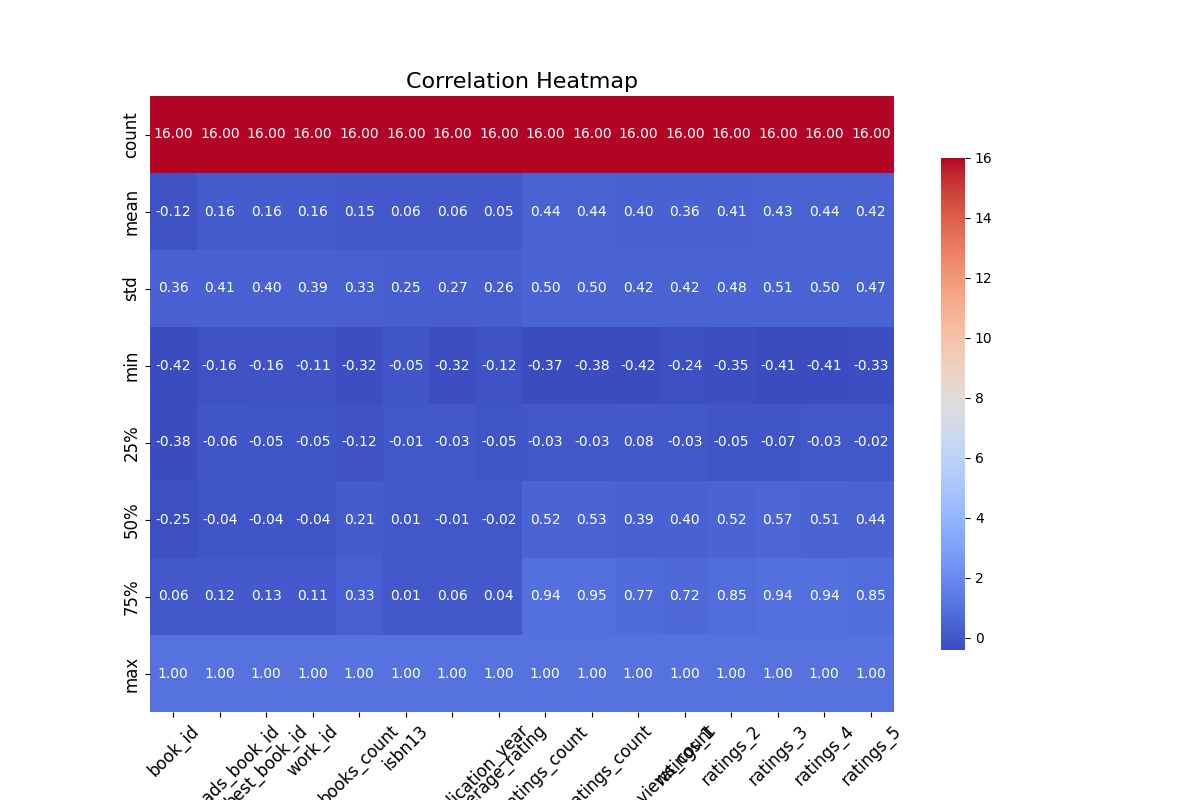 Correlation Heatmap
count 16.00 16.00 16.00 16.00 16.00 16.00 16.00 16.00 16.00 16.00 16.00 16.00 16.00 16.00 16.00 16.00
mean -0.12 0.16 0.16 0.16 0.15 0.06 0.06 0.05 0.44 0.44 0.40 0.36 0.41 0.43 0.44 0.42
std 0.36 0.41 0.40 0.39 0.33 0.25 0.27 0.26 0.50 0.50 0.42 0.42 0.48 0.51 0.50 0.47
min -0.42 -0.16 -0.16 -0.11 -0.32 -0.05 -0.32 -0.12 -0.37 -0.38 -0.42 -0.24 -0.35 -0.41 -0.41 -0.33
25% -0.38 -0.06 -0.05 -0.05 -0.12 -0.01 -0.03 -0.05 -0.03 -0.03 0.08 -0.03 -0.05 -0.07 -0.03 -0.02
50% -0.25 -0.04 -0.04 -0.04 0.21 0.01 -0.01 -0.02 0.52 0.53 0.39 0.40 0.52 0.57 0.51 0.44
75% 0.06 0.12 0.13 0.11 0.33 0.01 0.06 0.04 0.94 0.95 0.77 0.72 0.85 0.94 0.94 0.85
max 1.00 1.00 1.00 1.00 1.00 1.00 1.00 1.00 1.00 1.00 1.00 1.00 1.00 1.00 1.00 1.00
book_id
ads_book_id
best_book_id
work_id
books_count
isbn13
lication_year
erage_rating
atings_count
ratings_count
views_count
ratings_1
ratings_2
ratings_3
ratings_4
ratings_5
16
14
12
10
8
6
4
2
0